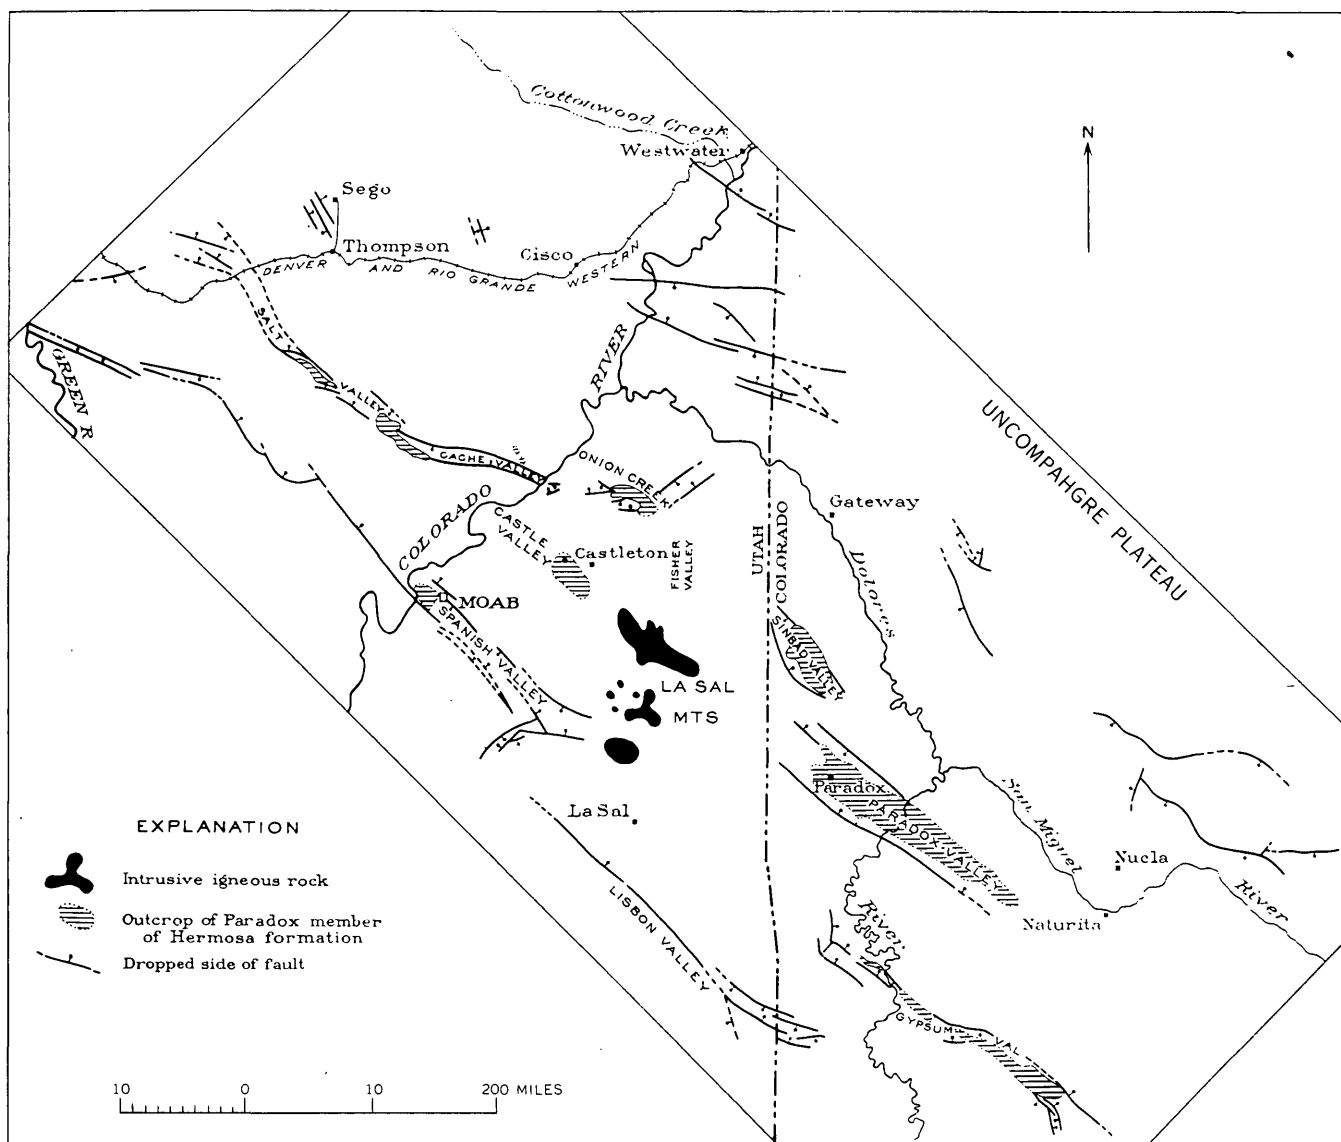 N
Cottonwood Creek
Westwater
Sego
Thompson
Cisco
DENVER AND RIO GRANDE WESTERN
SALT VALLEY
GREEN R
RIVER
CACHE VALLEY
ONION CREEK
COLORADO
CASTLE
VALLEY
Castleton
FISHER
VALLEY
UTAH
COLORADO
Gateway
UNCOMPAHGRE PLATEAU
Dolores
MOAB
SPANISH VALLEY
SINBAD VALLEY
LA SAL
MTS
Paradox
PARADOX VALLEY
San Miguel
River
Nucla
Naturita
La Sal
LISBON VALLEY
River
GYPSUM VAL
EXPLANATION
Intrusive igneous rock
Outcrop of Paradox member
of Hermosa formation
Dropped side of fault
10 0 10 200 MILES